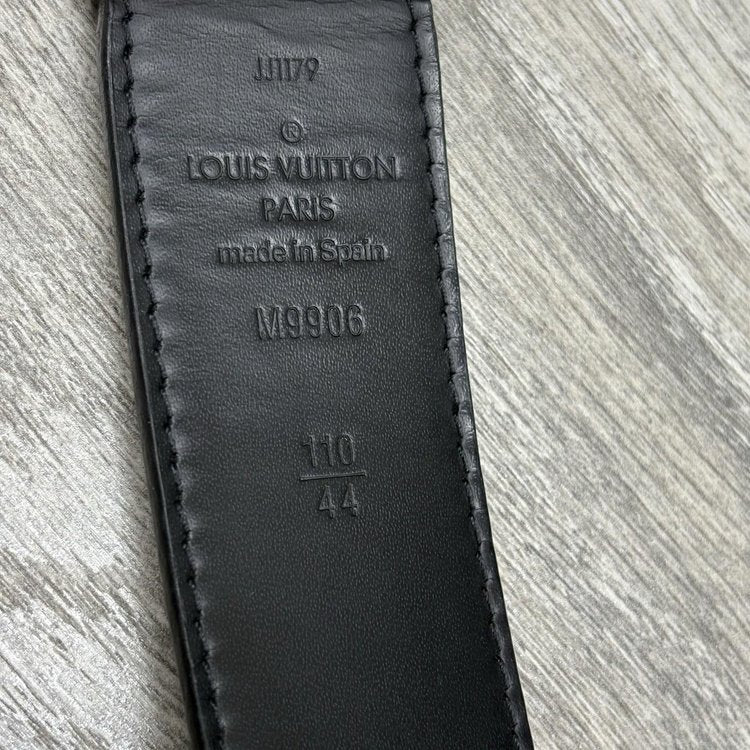 JJ1179
®
LOUIS VUITTON
PARIS
made in Spain
M9906
110
44